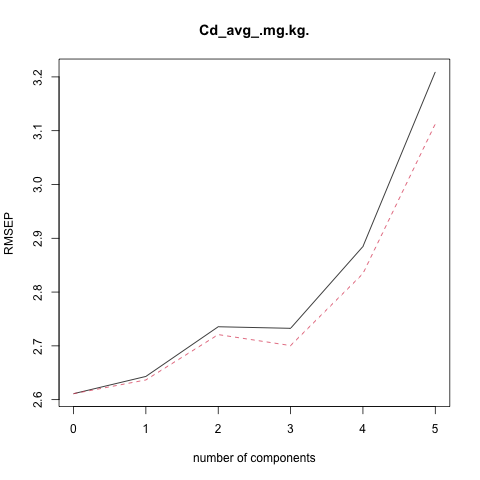 Cd_avg_.mg.kg.
3.2
3.1
3.0
2.9
2.8
2.7
2.6
RMSEP
0 1 2 3 4 5
number of components